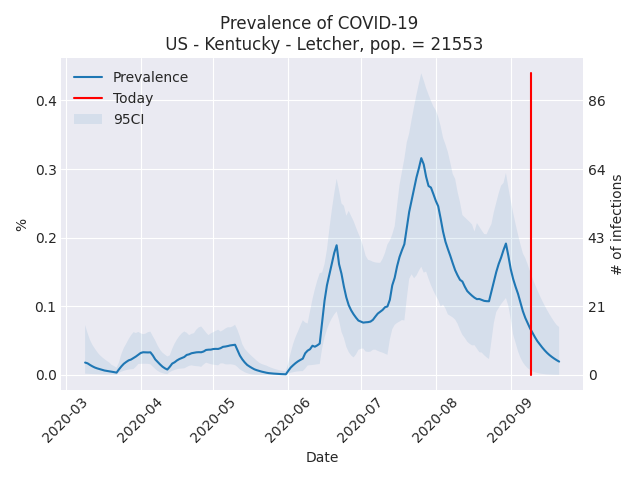 Prevalence of COVID-19
US - Kentucky - Letcher, pop. = 21553
Prevalence
Today
95CI
0.4
0.3
0.2
0.1
0.0
%
86
64
43
21
0
# of infections
2020-03
2020-04
2020-05
2020-06
2020-07
2020-08
2020-09
Date